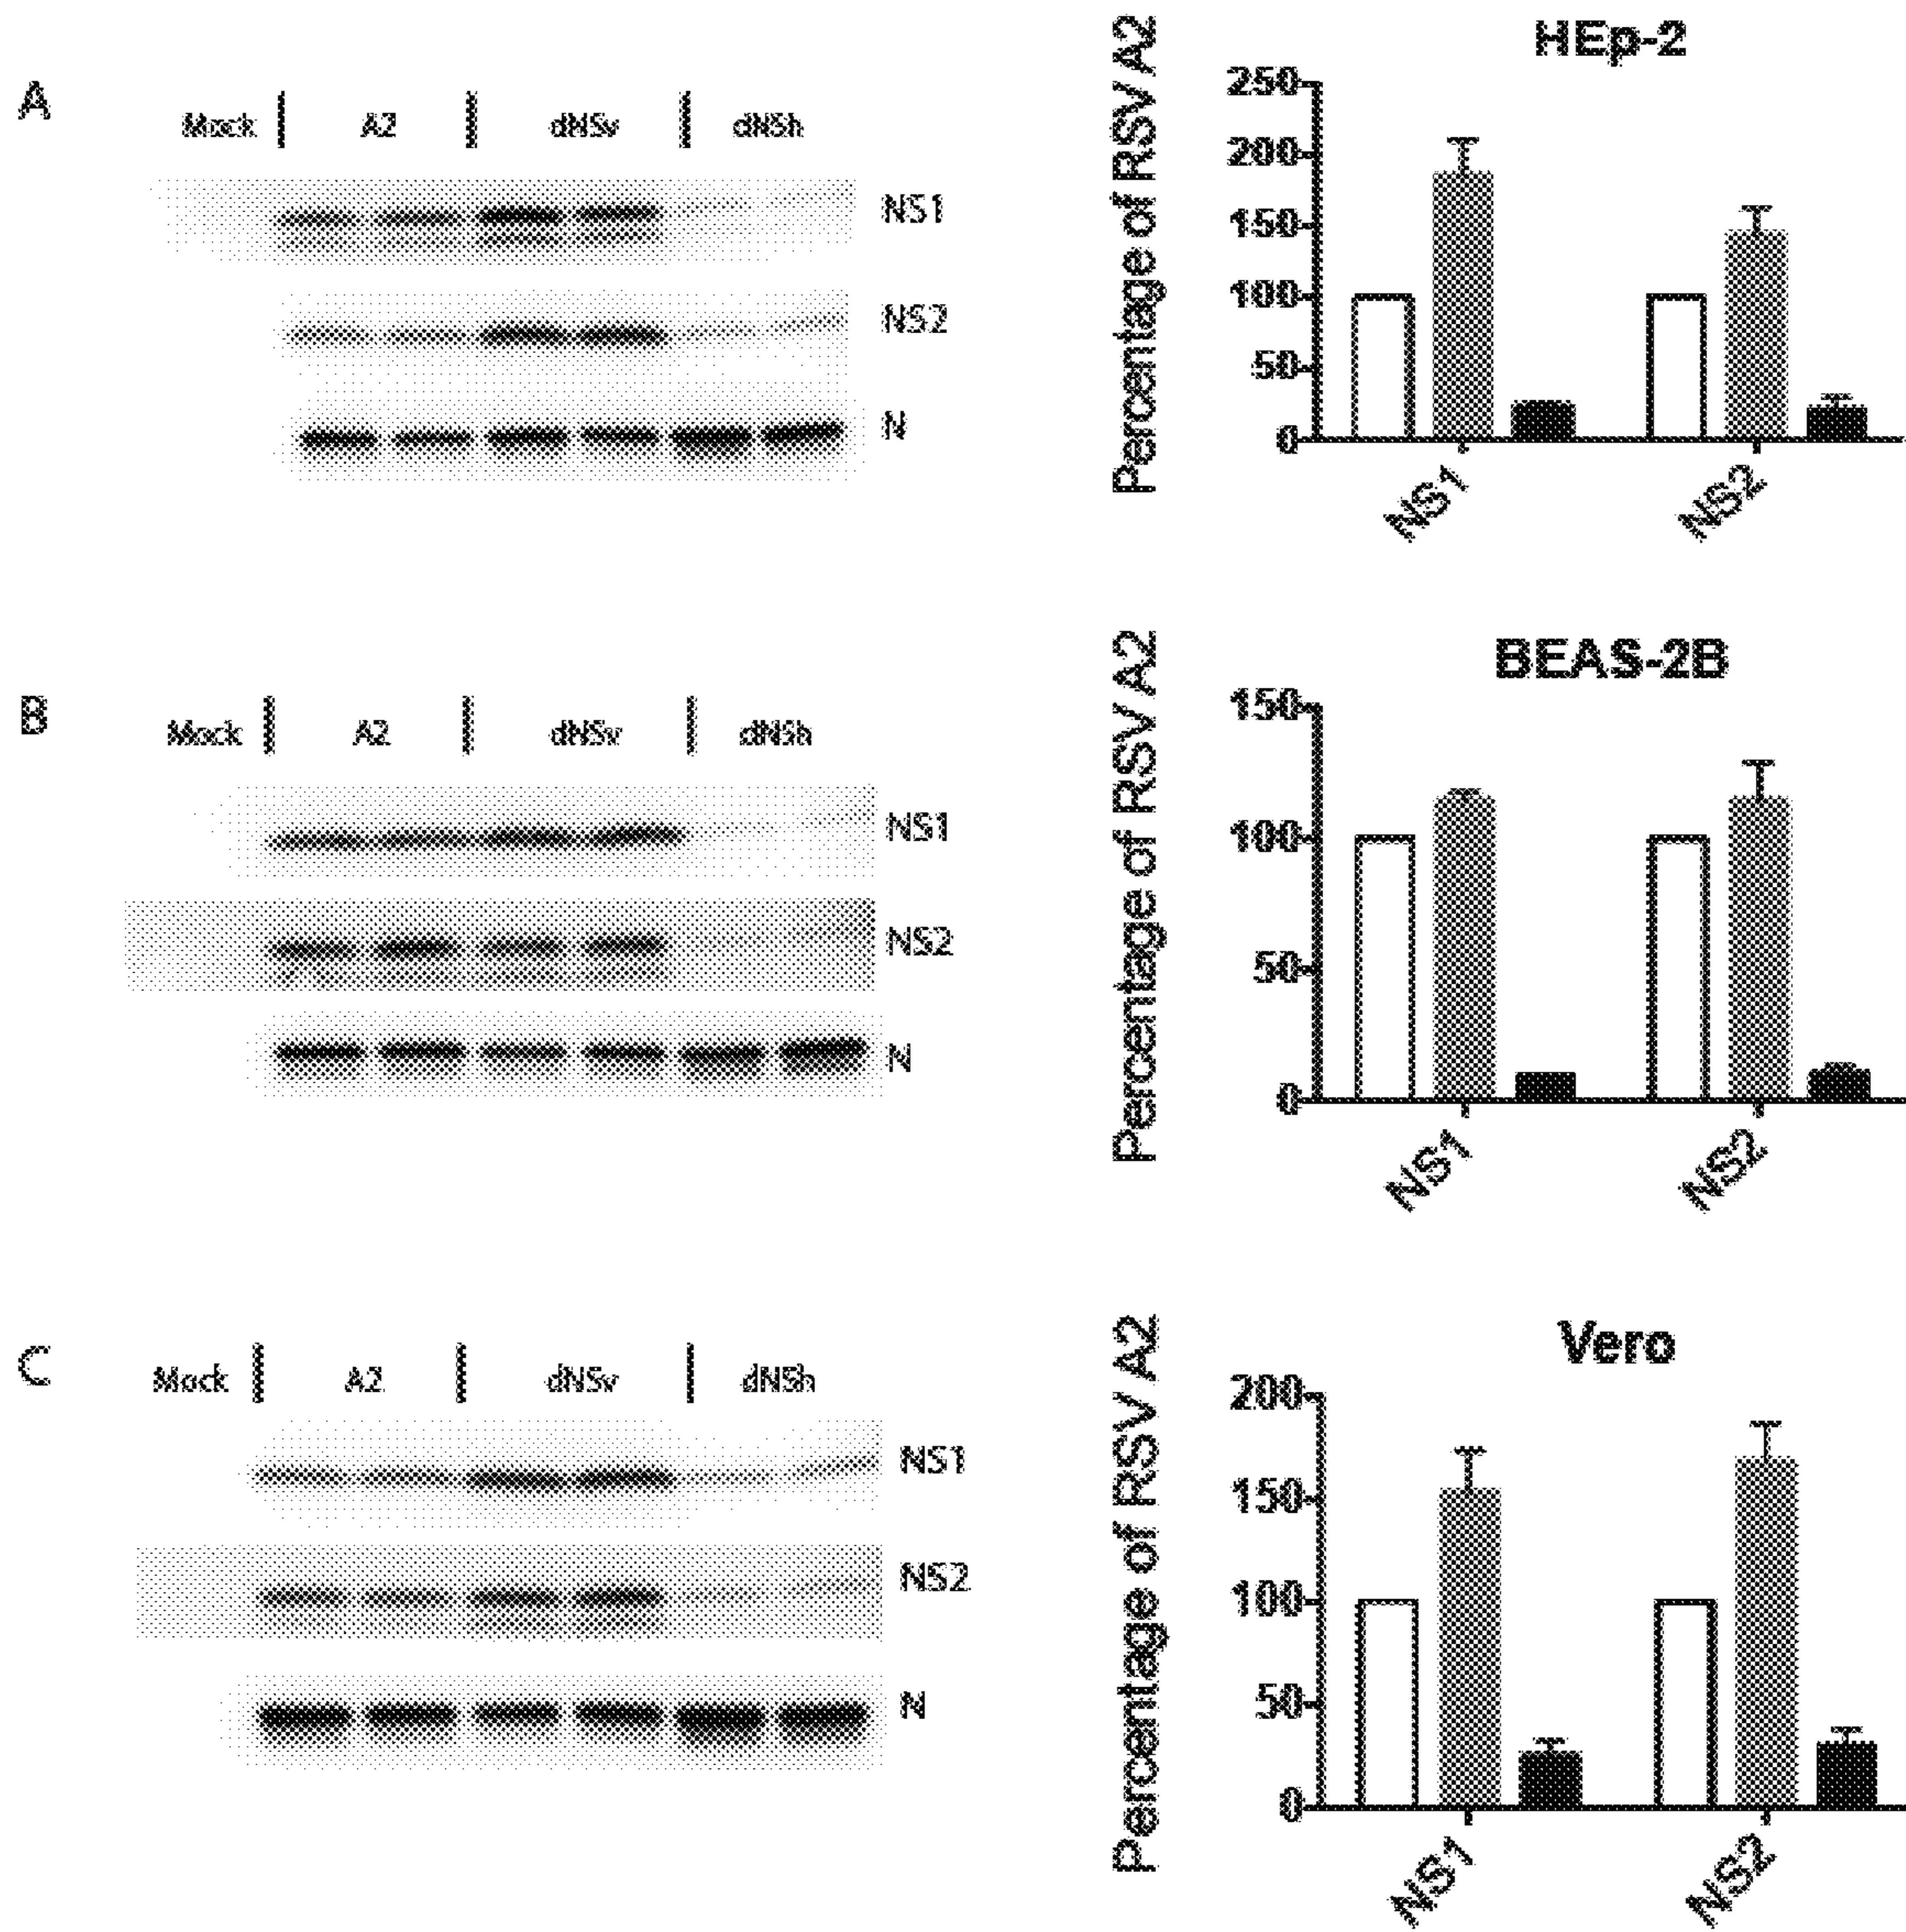 A
Mock | A2 | dNSv | dNSh
NS1
NS2
N
HEp-2
Percentage of RSV A2
250
200
150
100
50
0
NS1
NS2
B
Mock | A2 | dNSv | dNSh
NS1
NS2
N
BEAS-2B
Percentage of RSV A2
150
100
50
0
NS1
NS2
C
Mock | A2 | dNSv | dNSh
NS1
NS2
N
Vero
Percentage of RSV A2
200
150
100
50
0
NS1
NS2